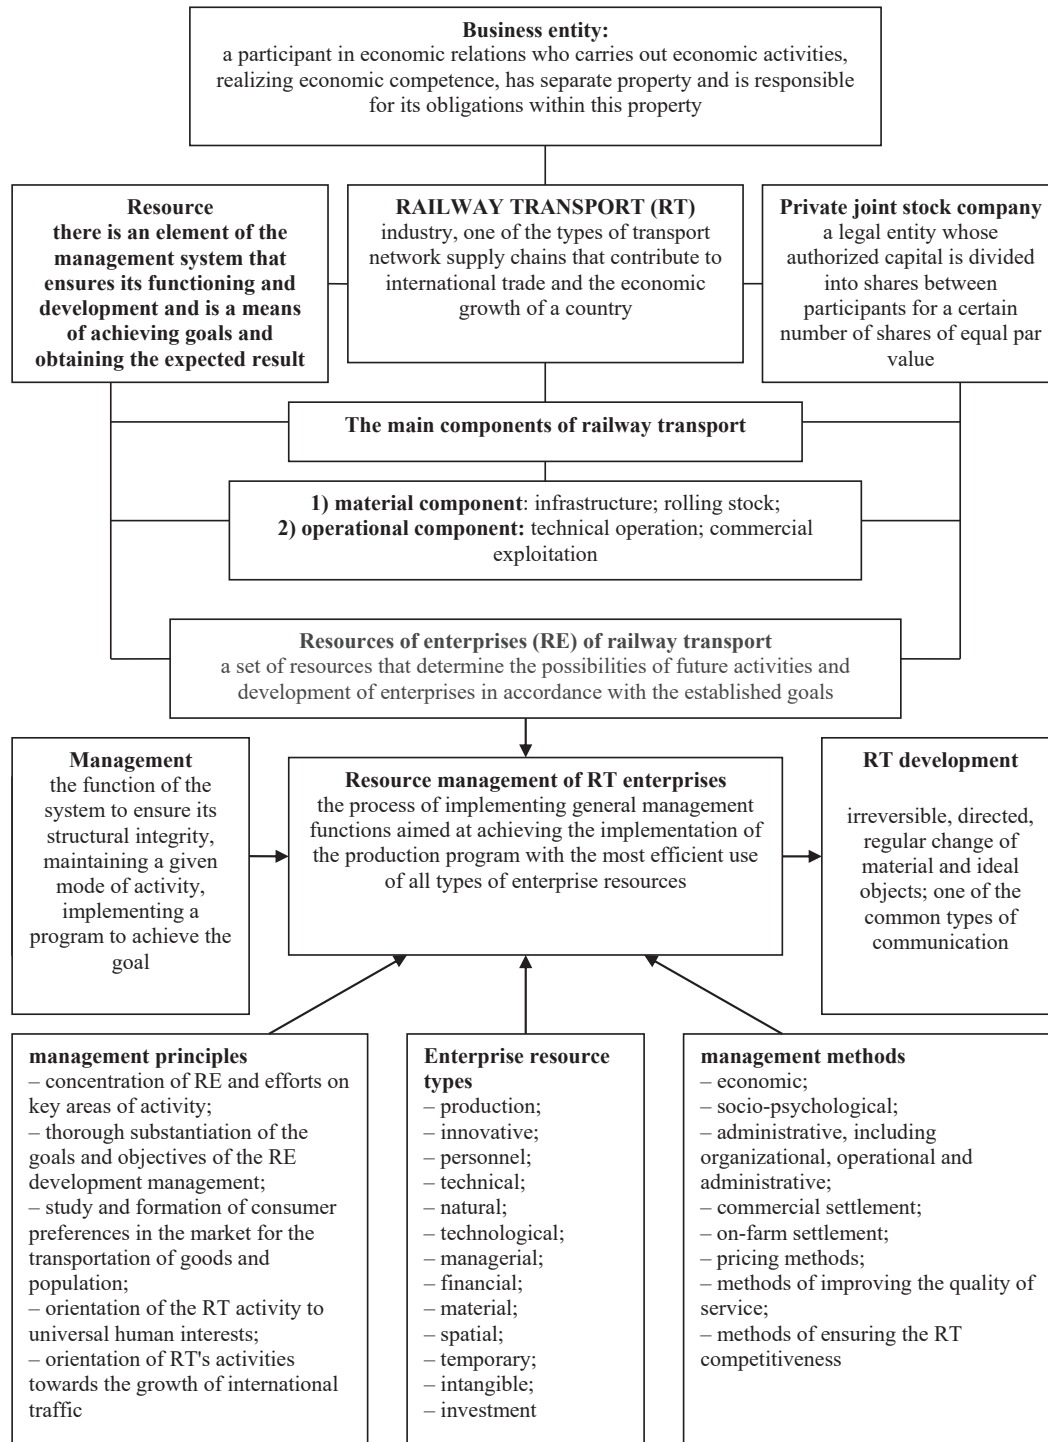 Business entity:
a participant in economic relations who carries out economic activities,
realizing economic competence, has separate property and is responsible
for its obligations within this property
Resource
there is an element of the
management system that
ensures its functioning and
development and is a means
of achieving goals and
obtaining the expected result
RAILWAY TRANSPORT (RT)
industry, one of the types of transport
network supply chains that contribute to
international trade and the economic
growth of a country
Private joint stock company
a legal entity whose
authorized capital is divided
into shares between
participants for a certain
number of shares of equal par
value
The main components of railway transport
1) material component: infrastructure; rolling stock;
2) operational component: technical operation; commercial
exploitation
Resources of enterprises (RE) of railway transport
a set of resources that determine the possibilities of future activities and
development of enterprises in accordance with the established goals
Management
the function of the
system to ensure its
structural integrity,
maintaining a given
mode of activity,
implementing a
program to achieve the
goal
Resource management of RT enterprises
the process of implementing general management
functions aimed at achieving the implementation of
the production program with the most efficient use
of all types of enterprise resources
RT development
irreversible, directed,
regular change of
material and ideal
objects; one of the
common types of
communication
management principles
– concentration of RE and efforts on
key areas of activity;
– thorough substantiation of the
goals and objectives of the RE
development management;
– study and formation of consumer
preferences in the market for the
transportation of goods and
population;
– orientation of the RT activity to
universal human interests;
– orientation of RT's activities
towards the growth of international
traffic
Enterprise resource
types
– production;
– innovative;
– personnel;
– technical;
– natural;
– technological;
– managerial;
– financial;
– material;
– spatial;
– temporary;
– intangible;
– investment
management methods
– economic;
– socio-psychological;
– administrative, including
organizational, operational and
administrative;
– commercial settlement;
– on-farm settlement;
– pricing methods;
– methods of improving the quality of
service;
– methods of ensuring the RT
competitiveness